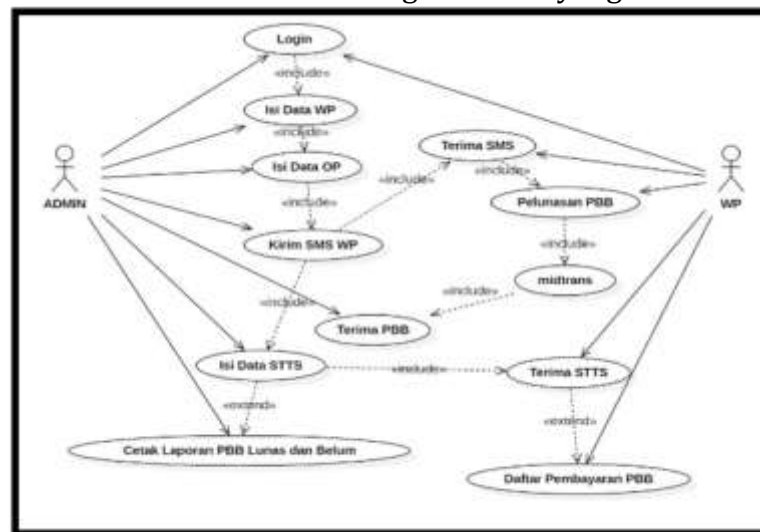 Login
«include»
Isi Data WP
«include»
Isi Data OP
«include»
Kirim SMS WP
Terima SMS
«include»
«include»
Pelunasan PBB
ADMIN
WP
«include»
midtrans
«include»
«include»
Terima PBB
Isi Data STTS
«include»
Terima STTS
«extend»
«extend»
Cetak Laporan PBB Lunas dan Belum
Daftar Pembayaran PBB